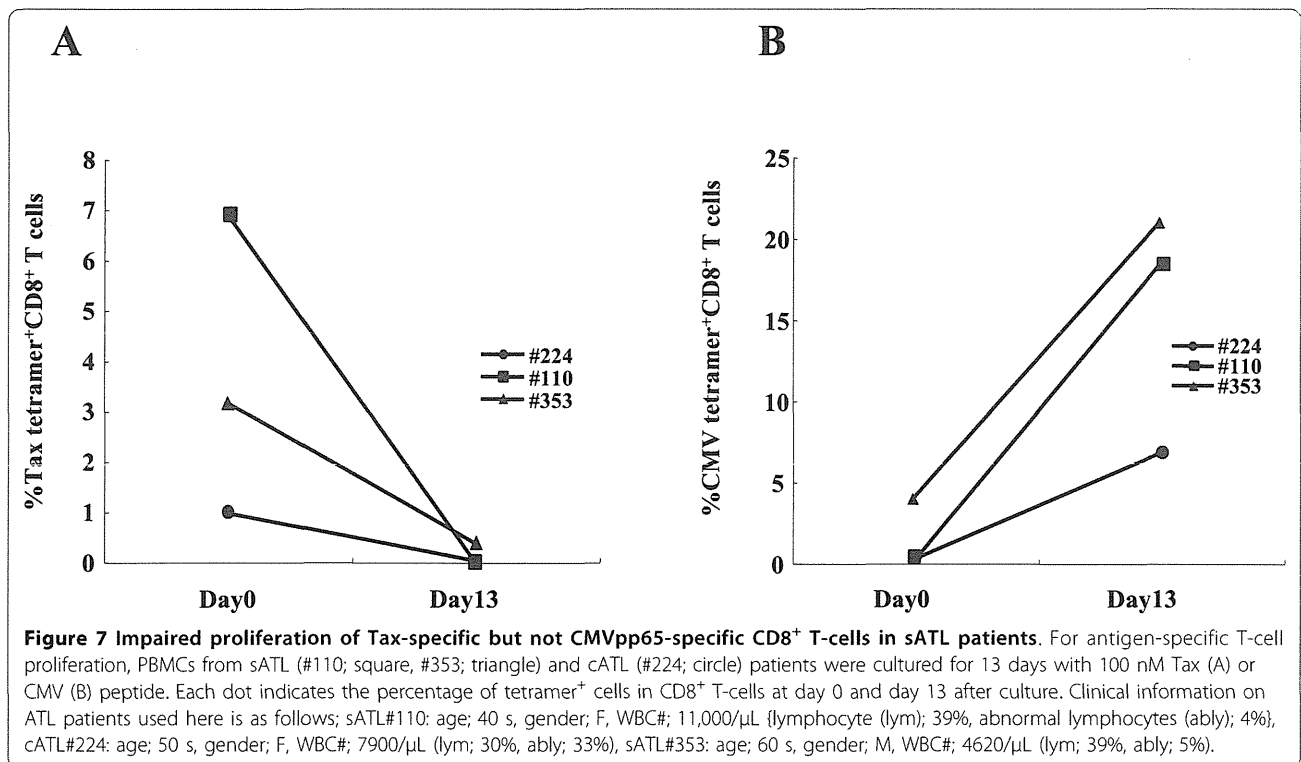 A
B
8
7
6
5
4
3
2
1
0
%Tax tetramer⁺CD8⁺ T cells
#224
#110
#353
Day0 Day13
25
20
15
10
5
0
%CMV tetramer⁺CD8⁺ T cells
#224
#110
#353
Day0 Day13
Figure 7 Impaired proliferation of Tax-specific but not CMVpp65-specific CD8⁺ T-cells in sATL patients. For antigen-specific T-cell
proliferation, PBMCs from sATL (#110; square, #353; triangle) and cATL (#224; circle) patients were cultured for 13 days with 100 nM Tax (A) or
CMV (B) peptide. Each dot indicates the percentage of tetramer⁺ cells in CD8⁺ T-cells at day 0 and day 13 after culture. Clinical information on
ATL patients used here is as follows; sATL#110: age; 40 s, gender; F, WBC#; 11,000/μL {lymphocyte (lym); 39%, abnormal lymphocytes (ably); 4%},
cATL#224: age; 50 s, gender; F, WBC#; 7900/μL (lym; 30%, ably; 33%), sATL#353: age; 60 s, gender; M, WBC#; 4620/μL (lym; 39%, ably; 5%).